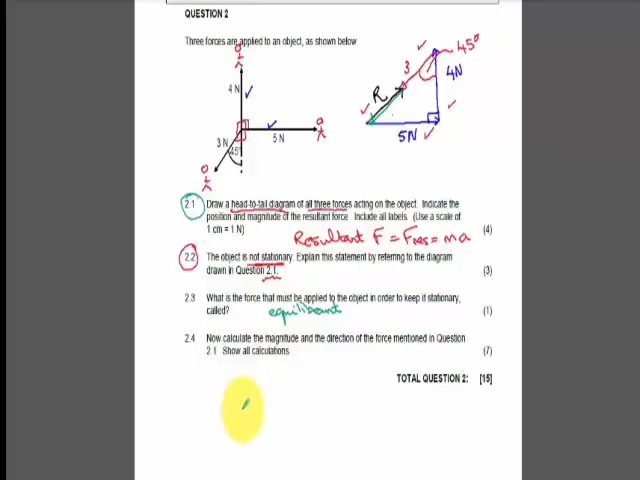 QUESTION 2
Three forces are applied to an object, as shown below
45°
3
4 N
4N
R
3 N
45°
5 N
5N
2.1 Draw a head-to-tail diagram of all three forces acting on the object. Indicate the
position and magnitude of the resultant force. Include all labels. (Use a scale of
1 cm = 1 N) (4)
Resultant F = Fres = ma
2.2 The object is not stationary. Explain this statement by referring to the diagram
drawn in Question 2.1. (3)
2.3 What is the force that must be applied to the object in order to keep it stationary,
called? (1)
2.4 Now calculate the magnitude and the direction of the force mentioned in Question
2.1 Show all calculations (7)
TOTAL QUESTION 2: [15]